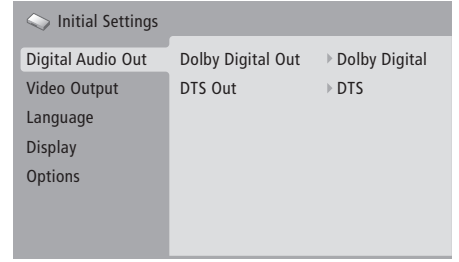 Initial Settings
Digital Audio Out Dolby Digital Out Dolby Digital
Video Output DTS Out DTS
Language
Display
Options